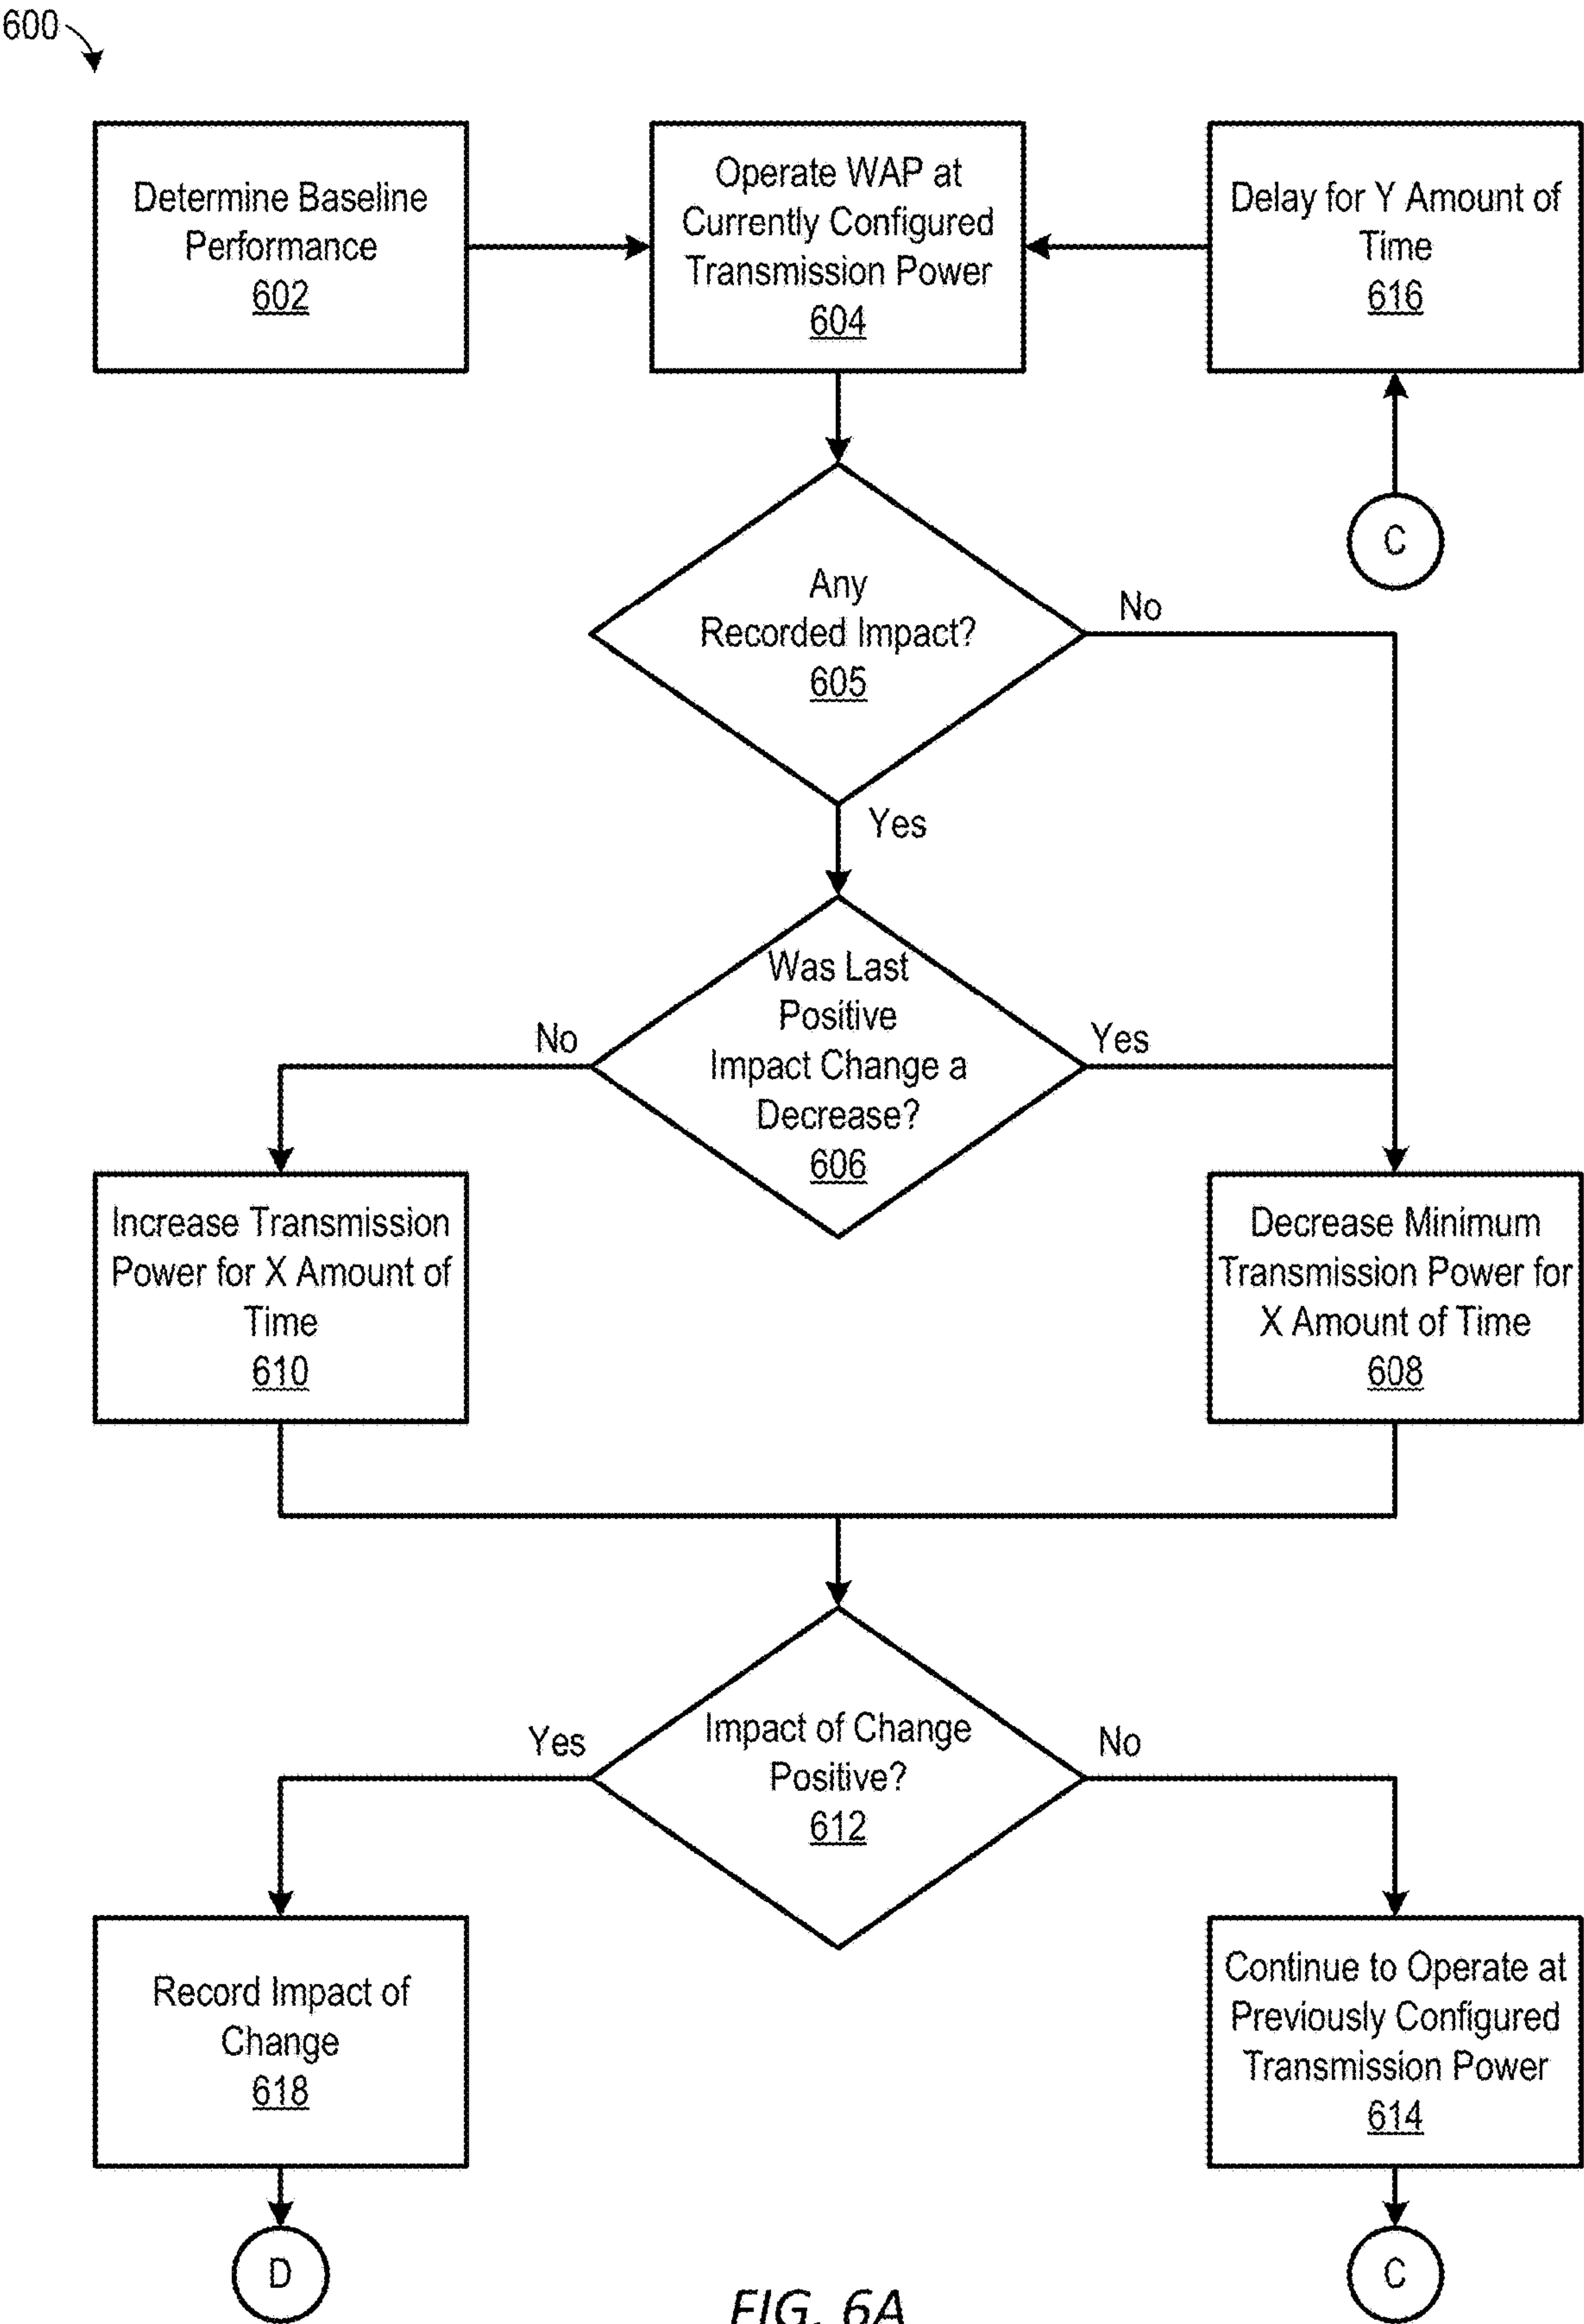 600
Determine Baseline
Performance
602
Operate WAP at
Currently Configured
Transmission Power
604
Delay for Y Amount of
Time
616
C
Any
Recorded Impact?
605
No
Yes
Was Last
Positive
Impact Change a
Decrease?
606
No
Yes
Increase Transmission
Power for X Amount of
Time
610
Decrease Minimum
Transmission Power for
X Amount of Time
608
Impact of Change
Positive?
612
Yes
No
Record Impact of
Change
618
Continue to Operate at
Previously Configured
Transmission Power
614
D
C
FIG. 6A